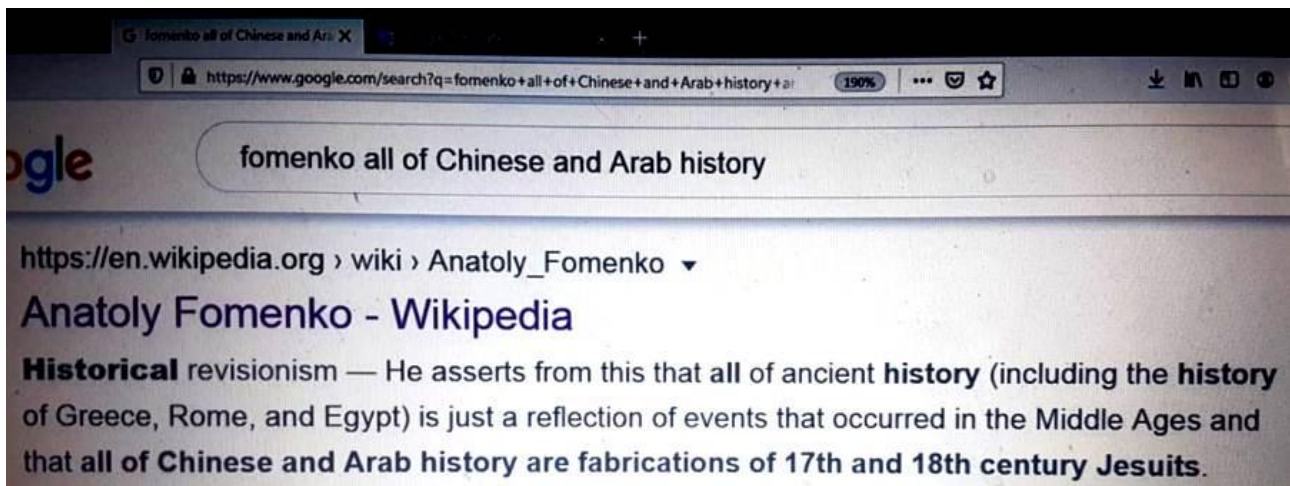 G fomenko all of Chinese and Ara X +
https://www.google.com/search?q=fomenko+all+of+Chinese+and+Arab+history+ar 190% ...
ogle fomenko all of Chinese and Arab history
https://en.wikipedia.org › wiki › Anatoly_Fomenko
Anatoly Fomenko - Wikipedia
Historical revisionism — He asserts from this that all of ancient history (including the history
of Greece, Rome, and Egypt) is just a reflection of events that occurred in the Middle Ages and
that all of Chinese and Arab history are fabrications of 17th and 18th century Jesuits.